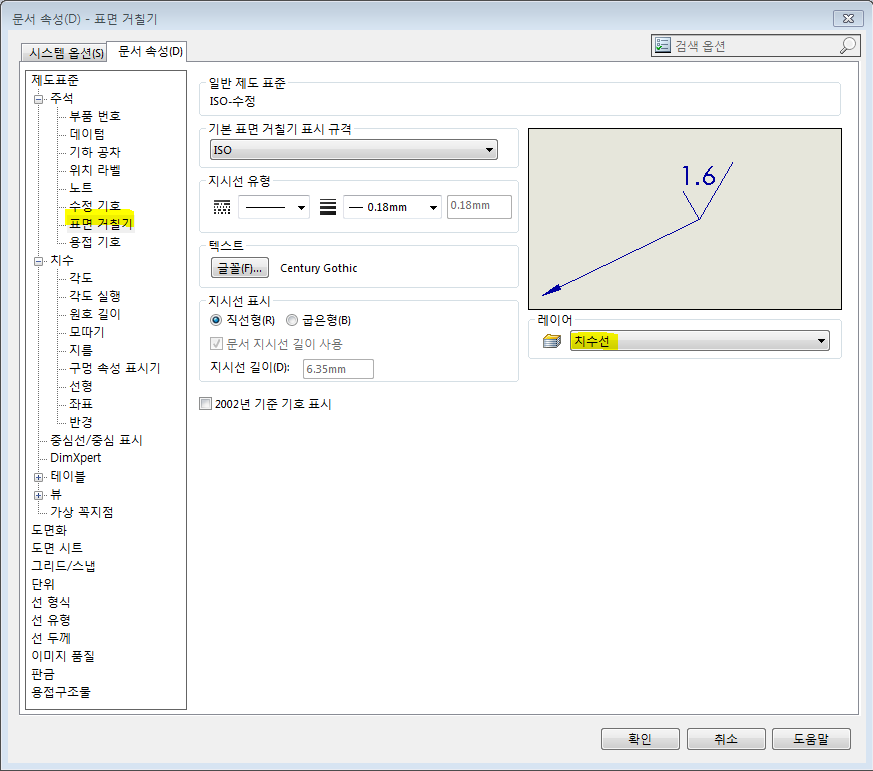 문서 속성(D) - 표면 거칠기
시스템 옵션(S)
문서 속성(D)
검색 옵션
제도표준
주석
부품 번호
데이텀
기하 공차
위치 라벨
노트
수정 기호
표면 거칠기
용접 기호
치수
각도
각도 실행
원호 길이
모따기
지름
구멍 속성 표시기
선형
좌표
반경
중심선/중심 표시
DimXpert
테이블
뷰
가상 꼭지점
도면화
도면 시트
그리드/스냅
단위
선 형식
선 유형
선 두께
이미지 품질
판금
용접구조물
일반 제도 표준
ISO-수정
기본 표면 거칠기 표시 규격
ISO
지시선 유형
0.18mm
0.18mm
텍스트
글꼴(F)...
Century Gothic
지시선 표시
직선형(R)
굽은형(B)
문서 지시선 길이 사용
지시선 길이(D):
6.35mm
2002년 기준 기호 표시
1.6
레이어
치수선
확인
취소
도움말